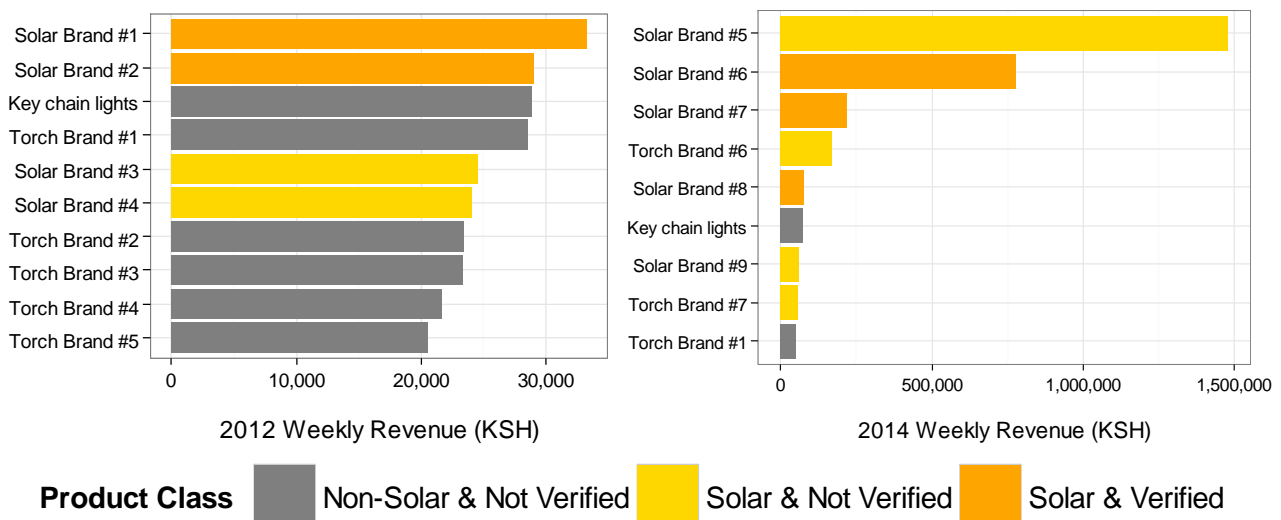 Solar Brand #1
Solar Brand #2
Key chain lights
Torch Brand #1
Solar Brand #3
Solar Brand #4
Torch Brand #2
Torch Brand #3
Torch Brand #4
Torch Brand #5
0 10,000 20,000 30,000
2012 Weekly Revenue (KSH)
Solar Brand #5
Solar Brand #6
Solar Brand #7
Torch Brand #6
Solar Brand #8
Key chain lights
Solar Brand #9
Torch Brand #7
Torch Brand #1
0 500,000 1,000,000 1,500,000
2014 Weekly Revenue (KSH)
Product Class Non-Solar & Not Verified Solar & Not Verified Solar & Verified